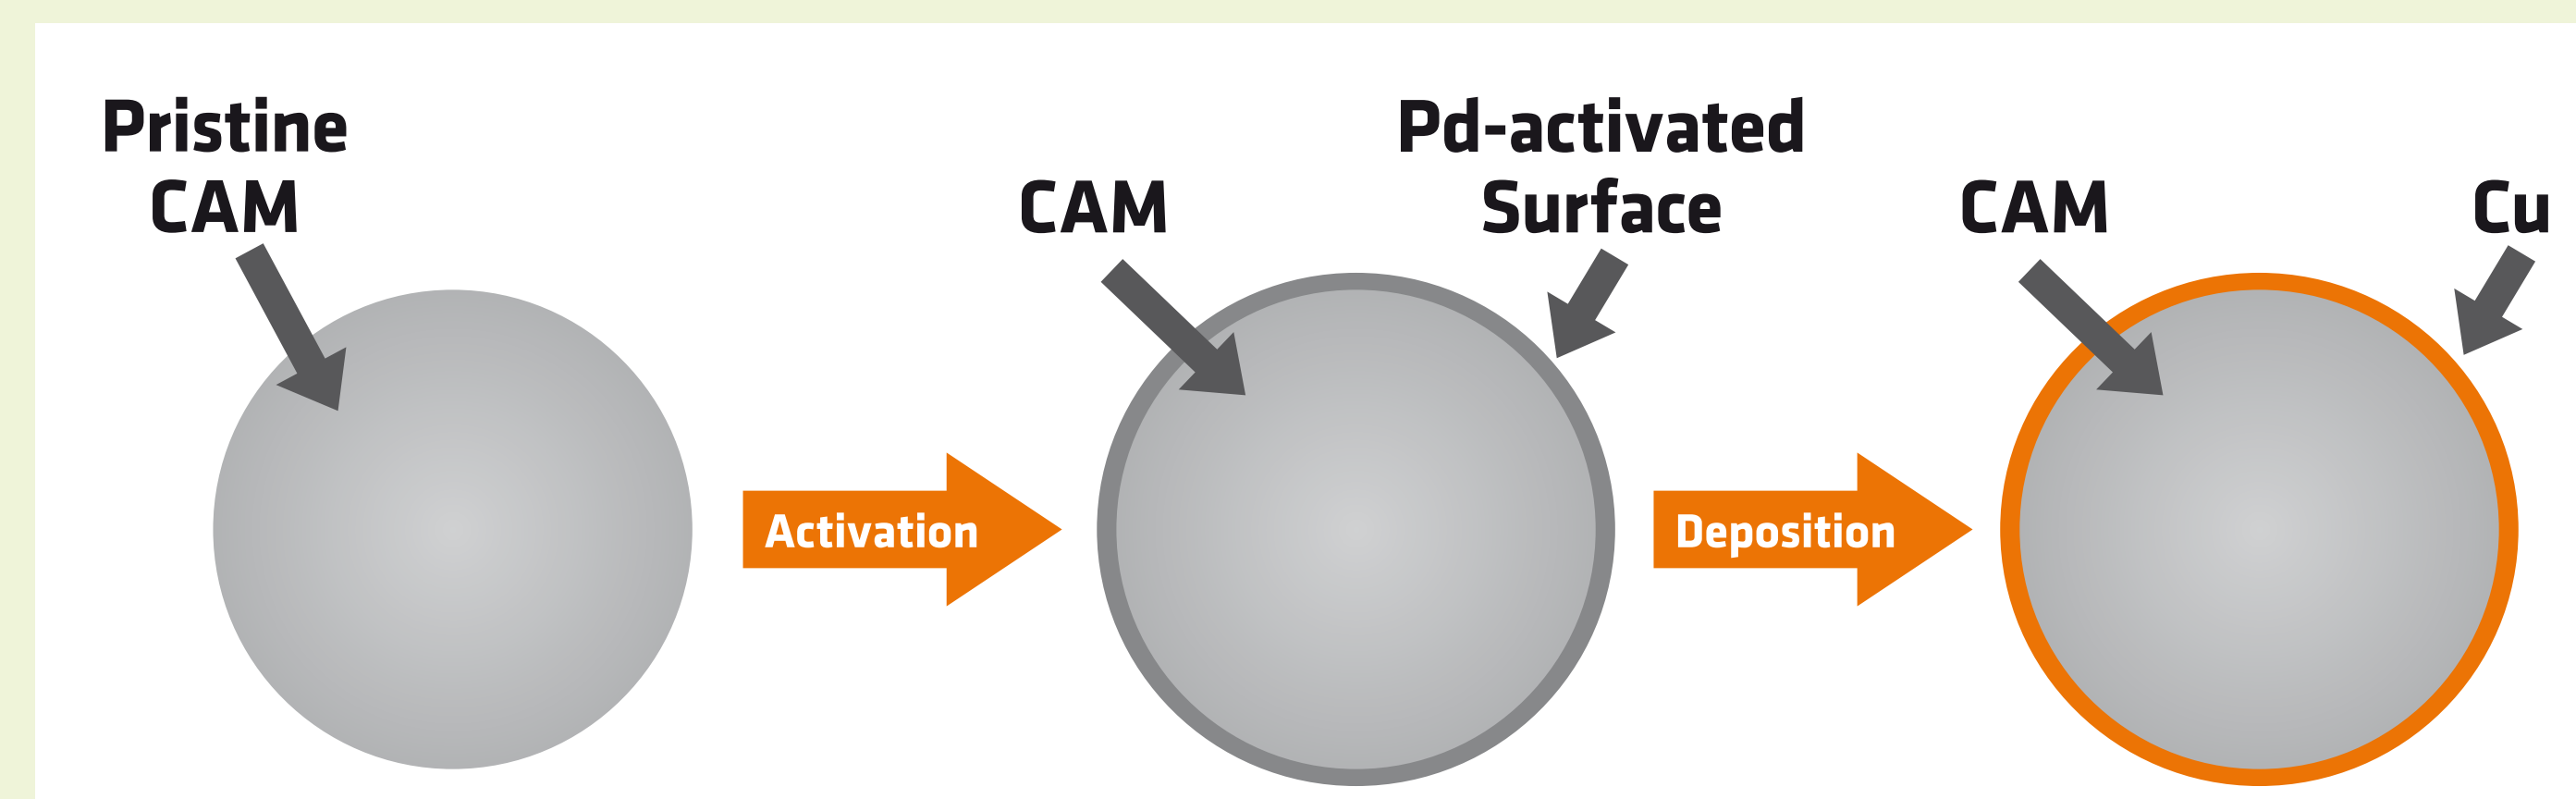 Pristine
CAM
Activation
CAM
Pd-activated
Surface
Deposition
CAM
Cu